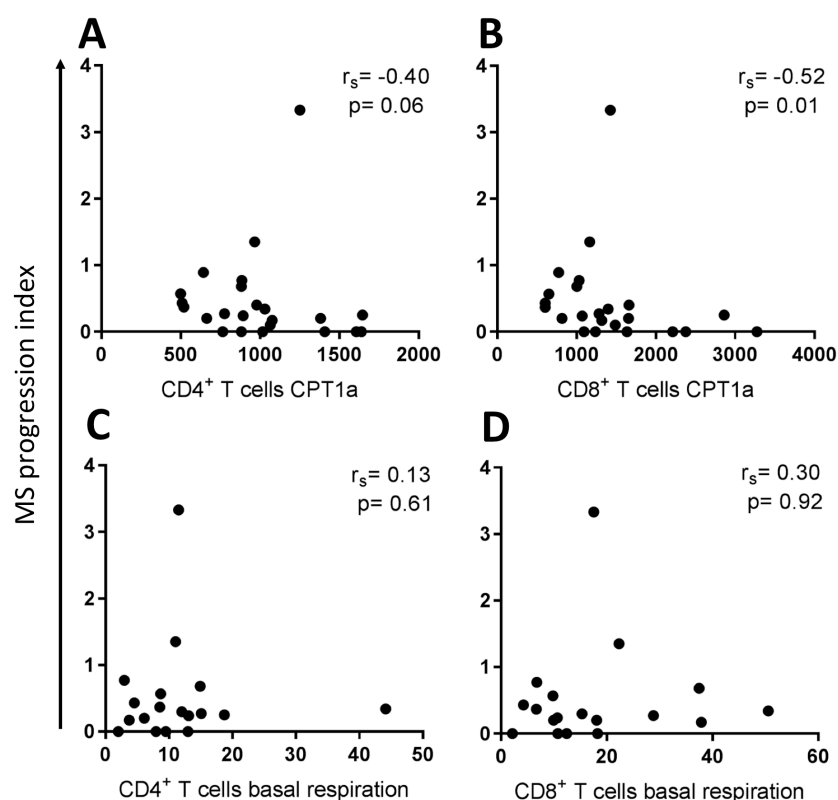 A
B
r_s= -0.40
p= 0.06
r_s= -0.52
p= 0.01
4
3
2
1
0
0 500 1000 1500 2000
CD4⁺ T cells CPT1a
4
3
2
1
0
0 1000 2000 3000 4000
CD8⁺ T cells CPT1a
MS progression index
C
D
r_s= 0.13
p= 0.61
r_s= 0.30
p= 0.92
4
3
2
1
0
0 10 20 30 40 50
CD4⁺ T cells basal respiration
4
3
2
1
0
0 20 40 60
CD8⁺ T cells basal respiration